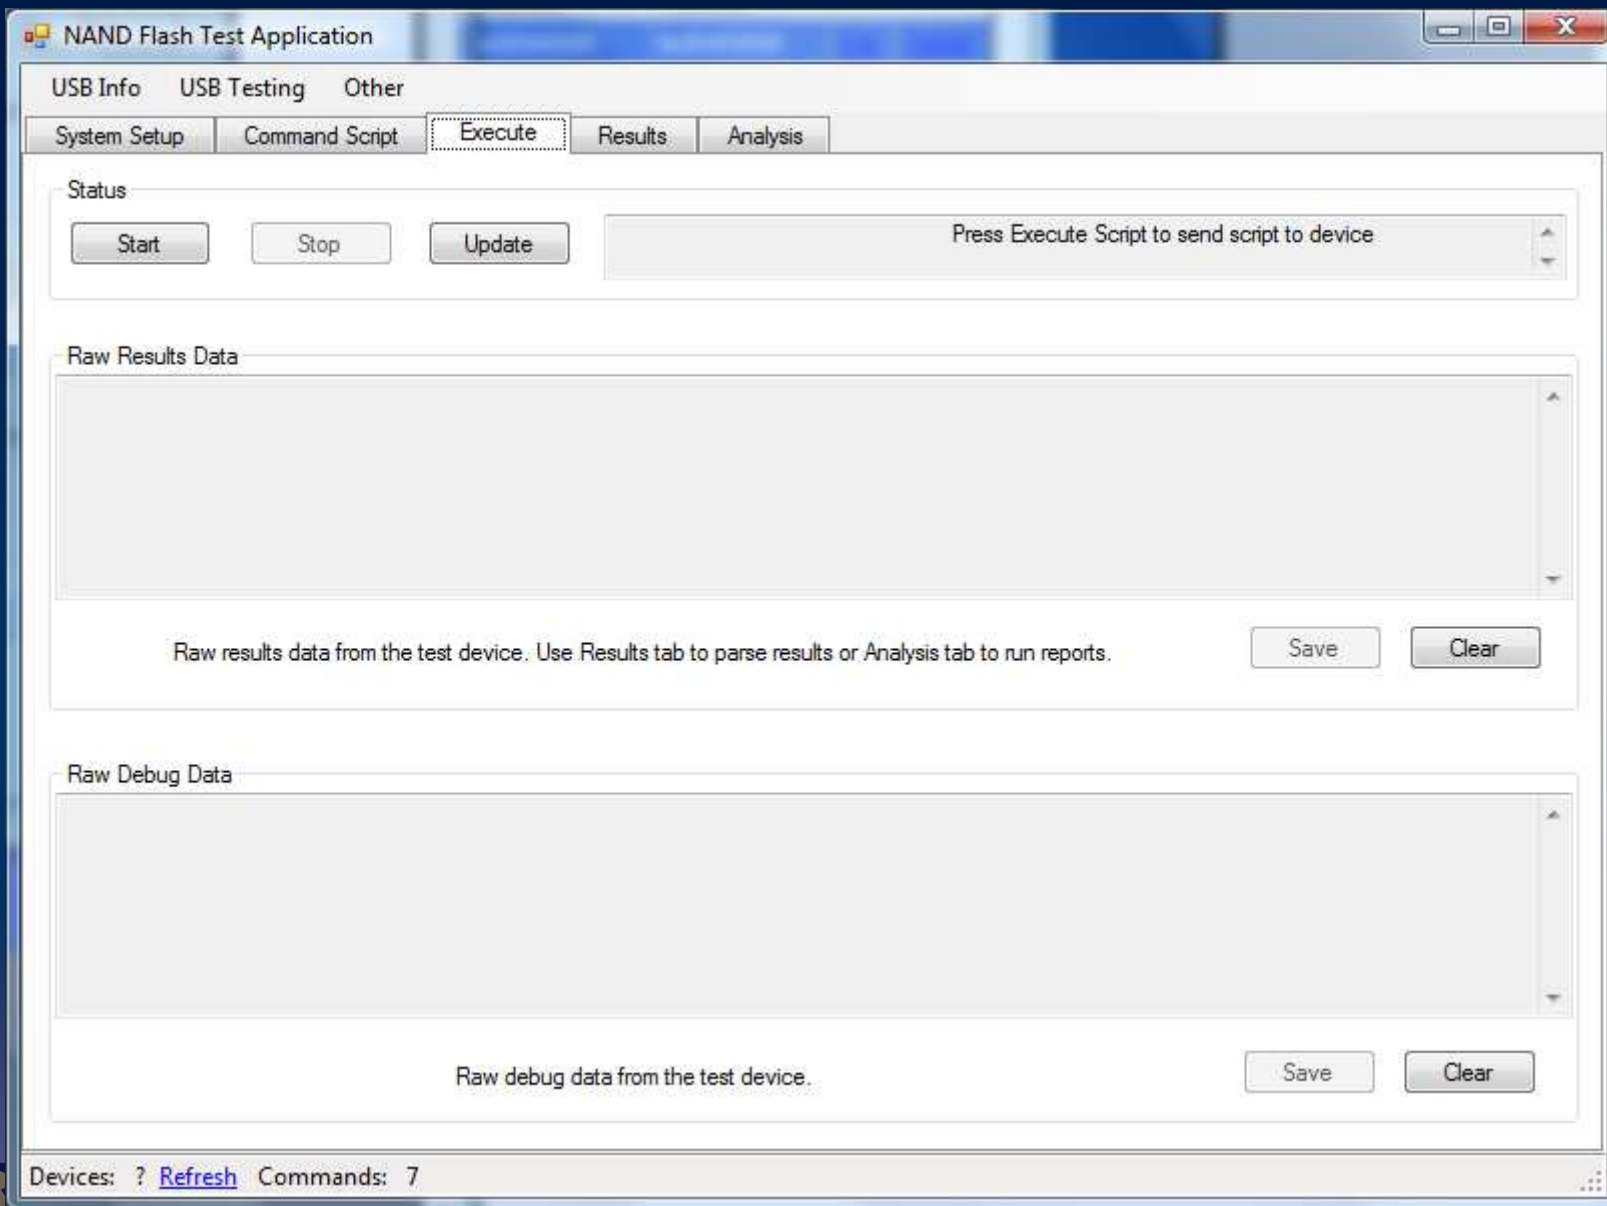 NAND Flash Test Application
USB Info USB Testing Other
System Setup Command Script Execute Results Analysis
Status
Start Stop Update Press Execute Script to send script to device
Raw Results Data
Raw results data from the test device. Use Results tab to parse results or Analysis tab to run reports. Save Clear
Raw Debug Data
Raw debug data from the test device. Save Clear
Devices: ? Refresh Commands: 7